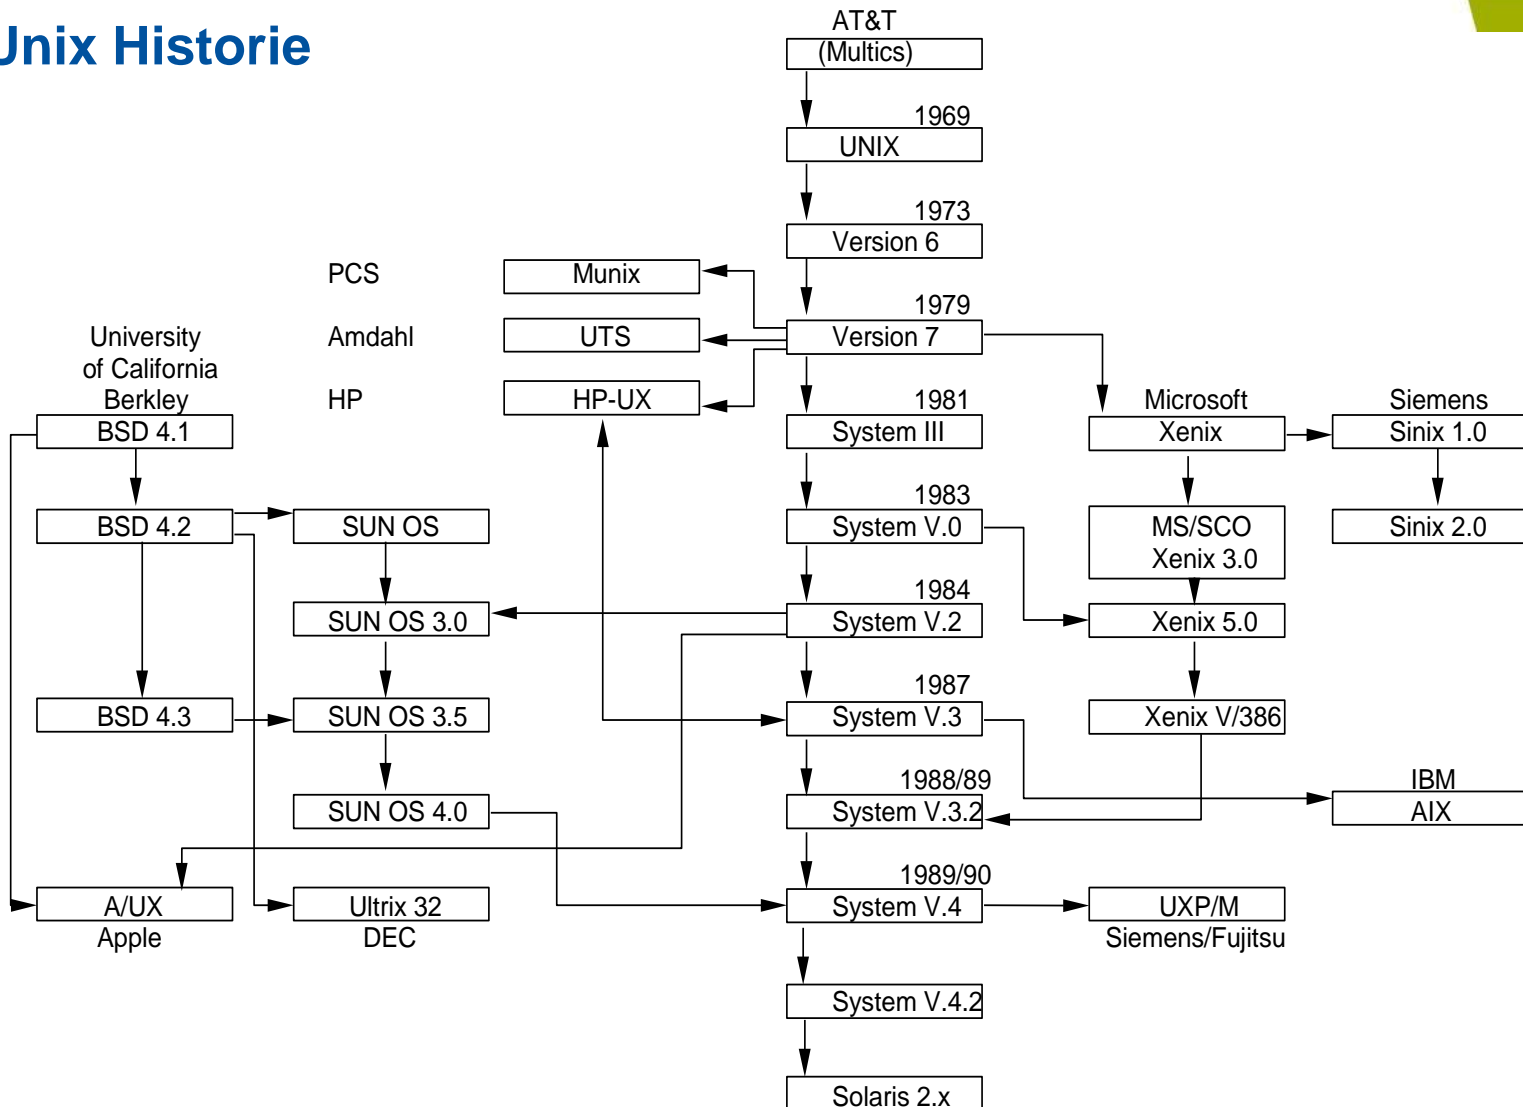 Unix Historie
AT&T
(Multics)
1969
UNIX
1973
Version 6
PCS
Munix
1979
University
of California
Berkley
Amdahl
UTS
Version 7
HP
HP-UX
1981
Microsoft
Siemens
BSD 4.1
System III
Xenix
Sinix 1.0
1983
BSD 4.2
SUN OS
System V.0
MS/SCO
Xenix 3.0
Sinix 2.0
1984
SUN OS 3.0
System V.2
Xenix 5.0
1987
BSD 4.3
SUN OS 3.5
System V.3
Xenix V/386
1988/89
IBM
SUN OS 4.0
System V.3.2
AIX
1989/90
A/UX
Apple
Ultrix 32
DEC
System V.4
UXP/M
Siemens/Fujitsu
System V.4.2
Solaris 2.x